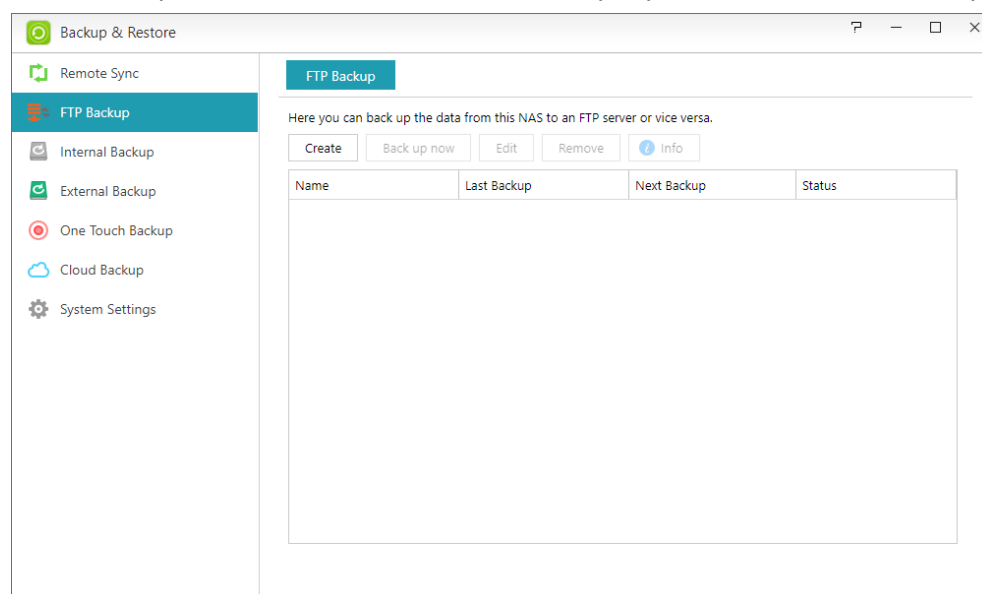 Backup & Restore
Remote Sync
FTP Backup
Internal Backup
External Backup
One Touch Backup
Cloud Backup
System Settings
FTP Backup
Here you can back up the data from this NAS to an FTP server or vice versa.
Create Back up now Edit Remove Info
Name Last Backup Next Backup Status